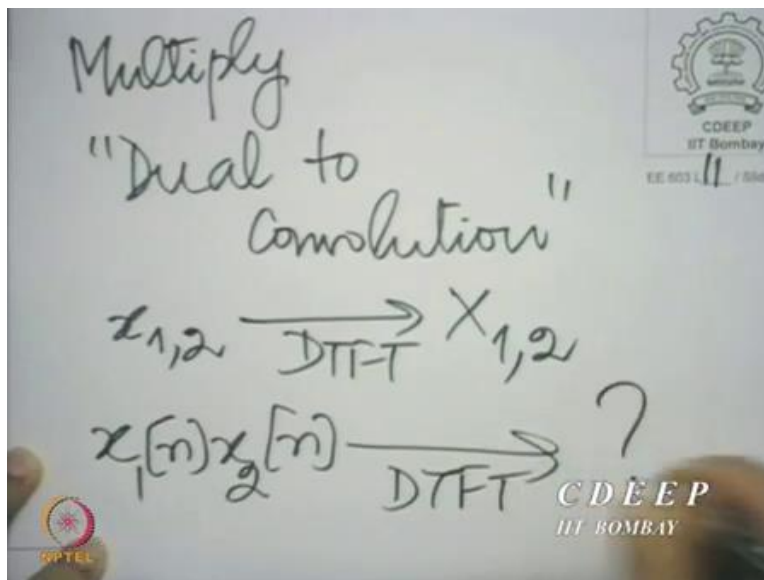 Multiply
"Dual to
Convolution"
CDEEP
IIT Bombay
EE 603 L 11 / Slid
x₁,₂ → DTFT X₁,₂
x₁[n]x₂[n] → DTFT ?
CDEEP
IIT BOMBAY
NPTEL